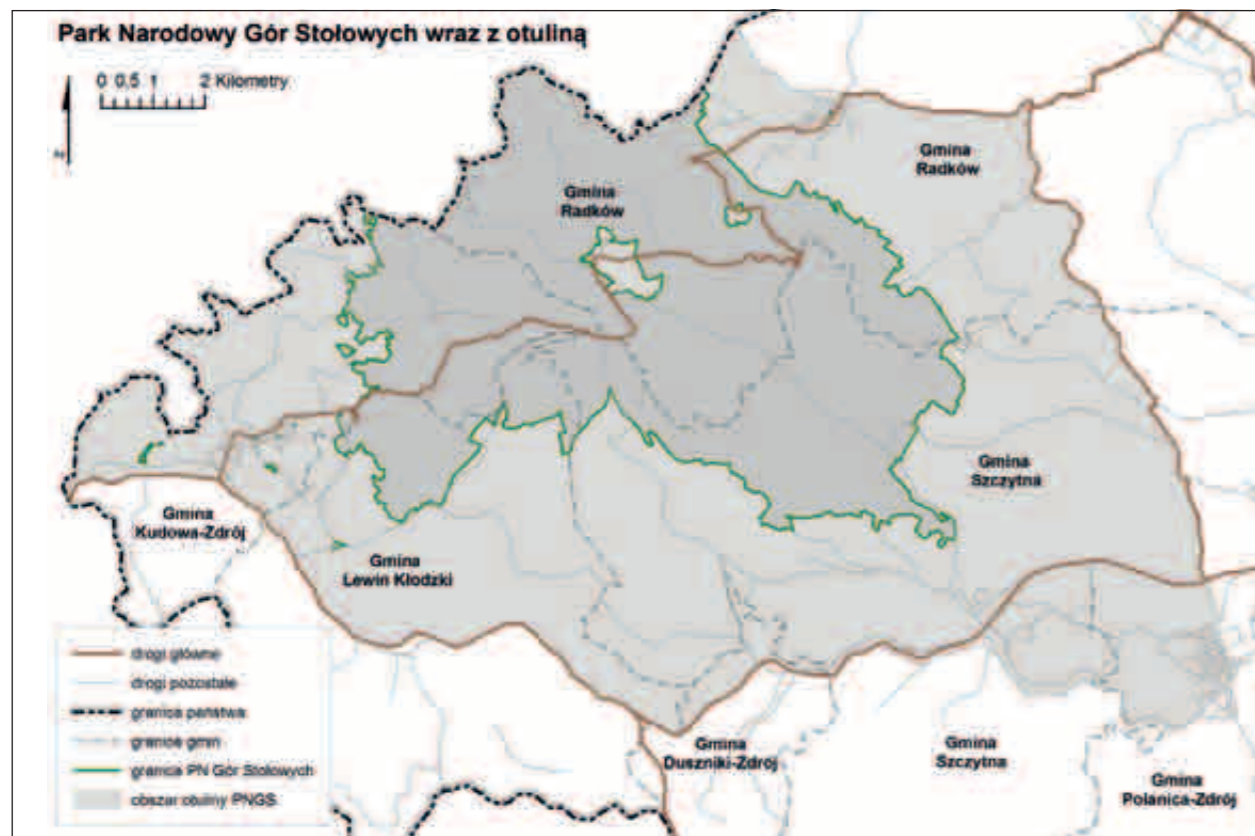 Park Narodowy Gór Stołowych wraz z otuliną
0 0,5 1 2 Kilometry
z
Gmina
Radków
Gmina
Radków
Gmina
Szczytna
Gmina
Kudowa-Zdrój
Gmina
Lewin Kłodzki
Gmina
Duszniki-Zdrój
Gmina
Szczytna
Gmina
Polanica-Zdrój
drogi główne
drogi pozostałe
granica państwa
granice gmin
granica PN Gór Stołowych
obszar otuliny PNGS